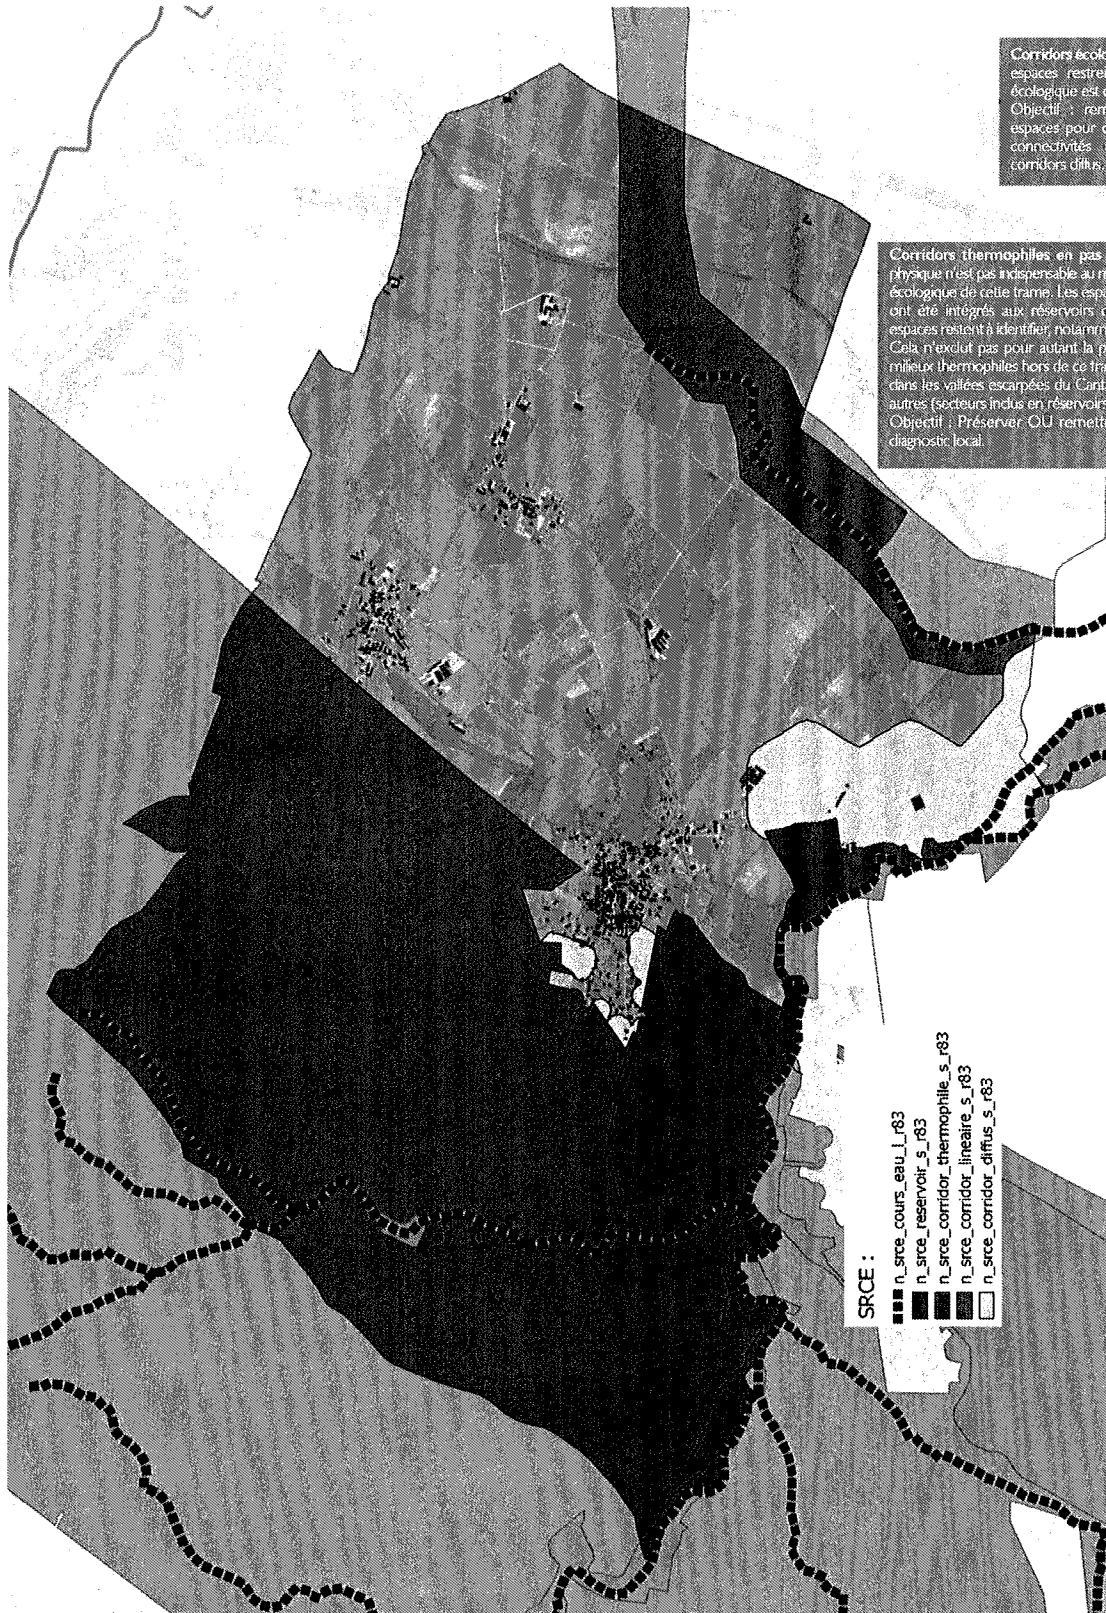 Corridors écolo
espaces restrei
écologique est d
Objectif : rem
espaces pour
connectivités
corridors diffus.
Corridors thermophiles en pas
physique n'est pas indispensable au
écologique de cette trame. Les espa
ont été intégrés aux réservoirs
espaces restent à identifier, notamm
Cela n'exclut pas pour autant la
milieux thermophiles hors de ce tra
dans les vallées escarpées du Cant
autres (secteurs inclus en réservoirs
Objectif : Préserver OU remett
diagnostic local.
SRCE :
n_srce_cours_eau_l_r83
n_srce_reservoir_s_r83
n_srce_corridor_thermophile_s_r83
n_srce_corridor_lineaire_s_r83
n_srce_corridor_diffus_s_r83